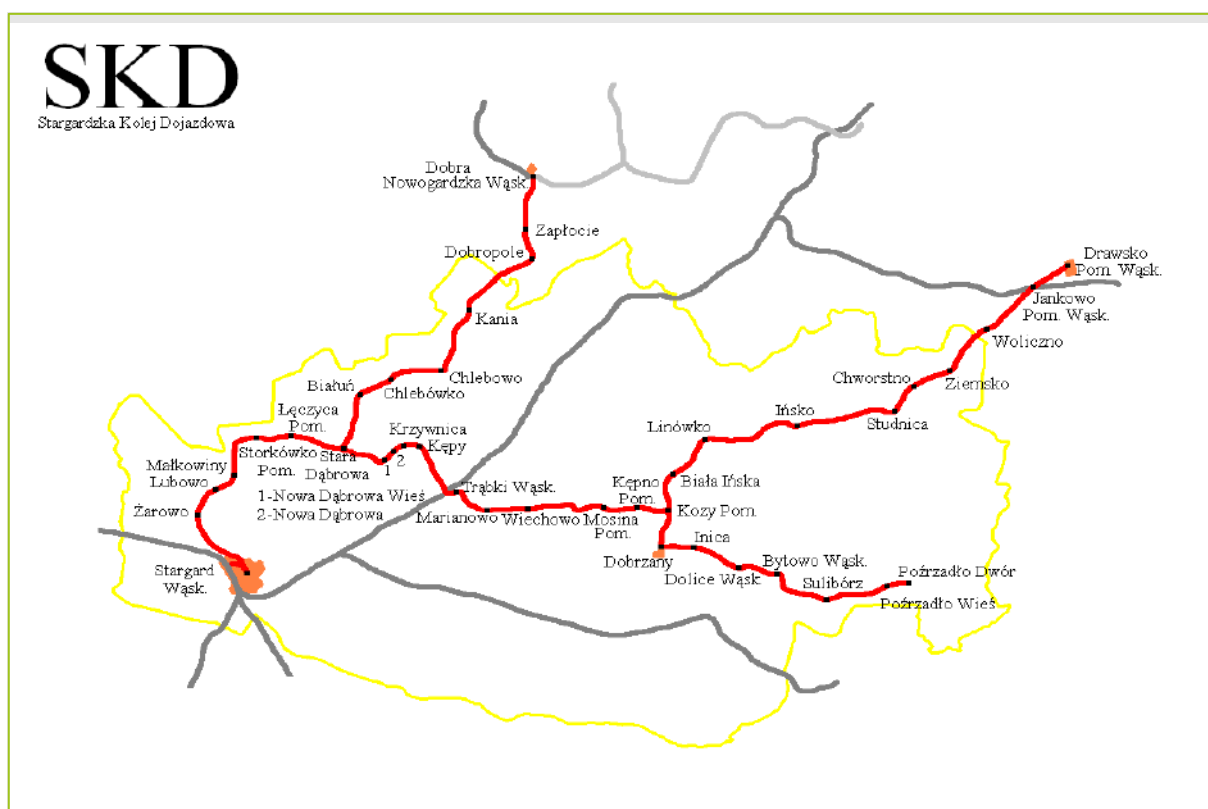 SKD
Stargardzka Kolej Dojazdowa
Dobra
Nowogardzka Wąsk.
Zapłocie
Dobropole
Drawsko
Pom. Wąsk.
Jankowo
Pom. Wąsk.
Kania
Woliczno
Białuń
Chlebowo
Chlebówko
Chworstno
Ziemsko
Łęczyca
Pom.
Ińsko
Studnica
Krzywnica
Kępy
Linówko
Storkówko
Pom.
Stara
Dąbrowa
1
2
Małkowiny
Lubowo
1-Nowa Dąbrowa Wieś
2-Nowa Dąbrowa
Trąbki Wąsk.
Kępno
Pom.
Biała Ińska
Żarowo
Marianowo
Wiechowo
Mosina
Pom.
Kozy Pom.
Stargard
Wąsk.
Dobrzany
Inica
Dolice Wąsk.
Bytowo Wąsk.
Sulibórz
Poźrzadło Dwór
Poźrzadło Wieś